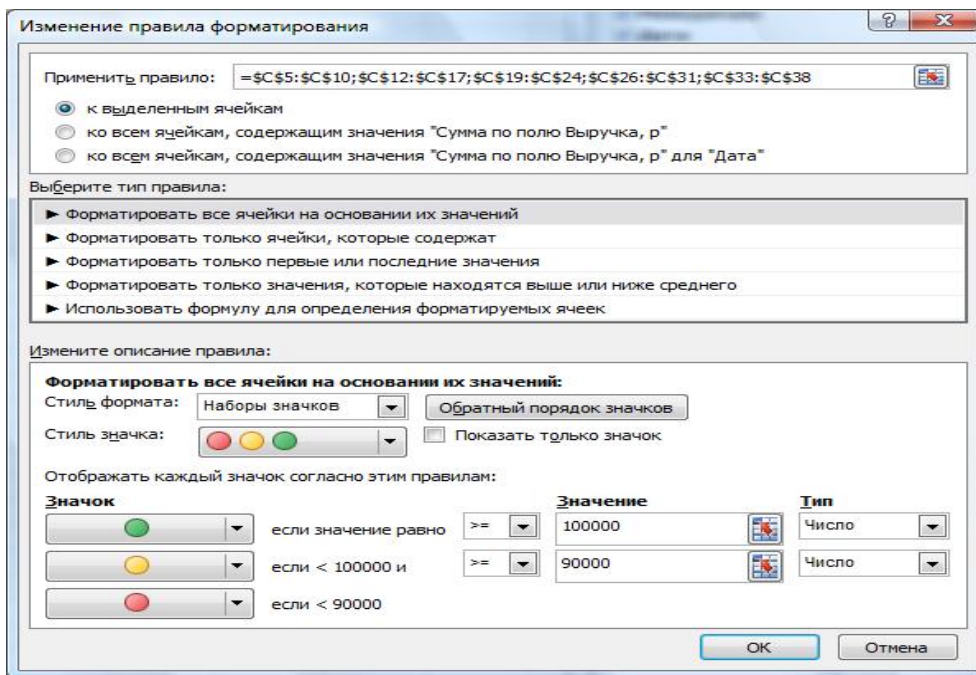 Изменение правила форматирования
Применить правило: =$C$5:$C$10;$C$12:$C$17;$C$19:$C$24;$C$26:$C$31;$C$33:$C$38
к выделенным ячейкам
ко всем ячейкам, содержащим значения "Сумма по полю Выручка, р"
ко всем ячейкам, содержащим значения "Сумма по полю Выручка, р" для "Дата"
Выберите тип правила:
► Форматировать все ячейки на основании их значений
► Форматировать только ячейки, которые содержат
► Форматировать только первые или последние значения
► Форматировать только значения, которые находятся выше или ниже среднего
► Использовать формулу для определения форматируемых ячеек
Измените описание правила:
Форматировать все ячейки на основании их значений:
Стиль формата: Наборы значков Обратный порядок значков
Стиль значка: Показать только значок
Отображать каждый значок согласно этим правилам:
Значок Значение Тип
если значение равно >= 100000 Число
если < 100000 и >= 90000 Число
если < 90000
OK Отмена